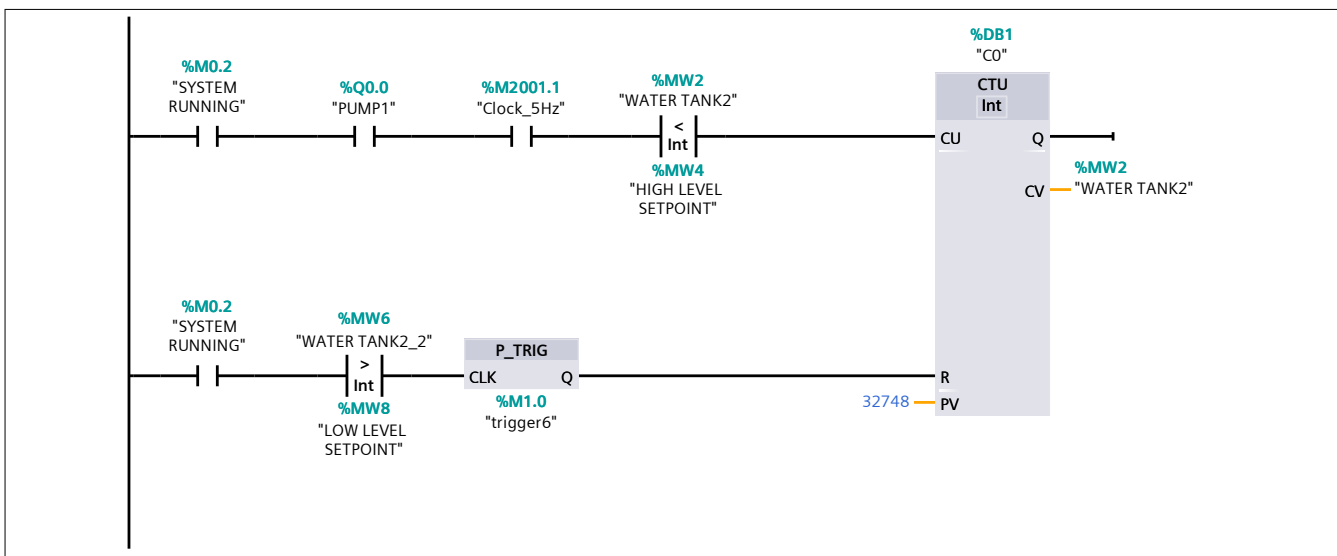 %DB1
"C0"
%M0.2
"SYSTEM
RUNNING"
%Q0.0
"PUMP1"
%M2001.1
"Clock_5Hz"
%MW2
"WATER TANK2"
<
Int
%MW4
"HIGH LEVEL
SETPOINT"
CTU
Int
CU
Q
CV
%MW2
"WATER TANK2"
%M0.2
"SYSTEM
RUNNING"
%MW6
"WATER TANK2_2"
>
Int
%MW8
"LOW LEVEL
SETPOINT"
P_TRIG
CLK
Q
%M1.0
"trigger6"
R
32748
PV